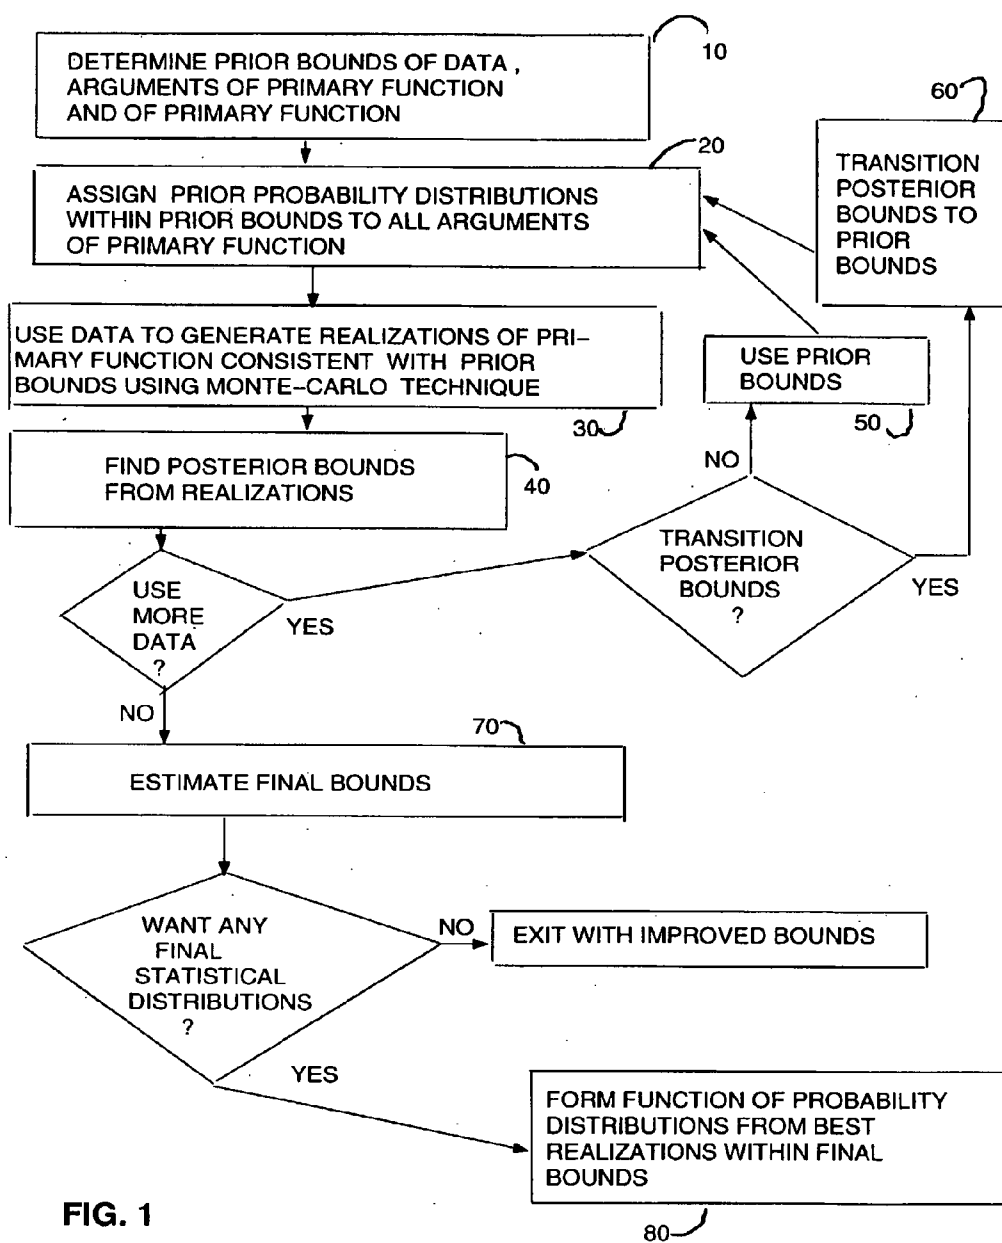 10
DETERMINE PRIOR BOUNDS OF DATA ,
ARGUMENTS OF PRIMARY FUNCTION
AND OF PRIMARY FUNCTION
20
ASSIGN PRIOR PROBABILITY DISTRIBUTIONS
WITHIN PRIOR BOUNDS TO ALL ARGUMENTS
OF PRIMARY FUNCTION
60
TRANSITION
POSTERIOR
BOUNDS TO
PRIOR
BOUNDS
USE DATA TO GENERATE REALIZATIONS OF PRI–
MARY FUNCTION CONSISTENT WITH PRIOR
BOUNDS USING MONTE–CARLO TECHNIQUE
30
USE PRIOR
BOUNDS
50
FIND POSTERIOR BOUNDS
FROM REALIZATIONS
40
NO
TRANSITION
POSTERIOR
BOUNDS
?
YES
USE
MORE
DATA
?
YES
NO
70
ESTIMATE FINAL BOUNDS
WANT ANY
FINAL
STATISTICAL
DISTRIBUTIONS
?
NO
EXIT WITH IMPROVED BOUNDS
YES
FORM FUNCTION OF PROBABILITY
DISTRIBUTIONS FROM BEST
REALIZATIONS WITHIN FINAL
BOUNDS
80
FIG. 1